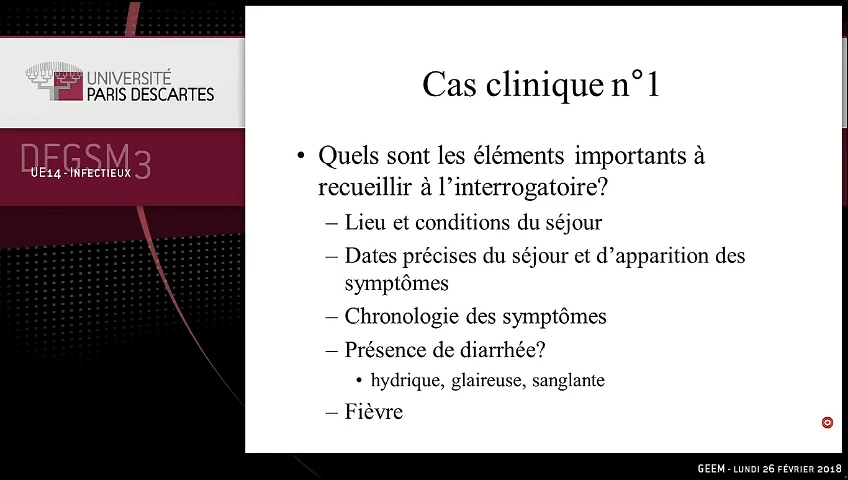 UNIVERSITÉ
PARIS DESCARTES
DFGSM3
UE14 - INFECTIEUX
Cas clinique n°1
• Quels sont les éléments importants à
recueillir à l'interrogatoire?
– Lieu et conditions du séjour
– Dates précises du séjour et d'apparition des
symptômes
– Chronologie des symptômes
– Présence de diarrhée?
• hydrique, glaireuse, sanglante
– Fièvre
GEEM - LUNDI 26 FÉVRIER 2018